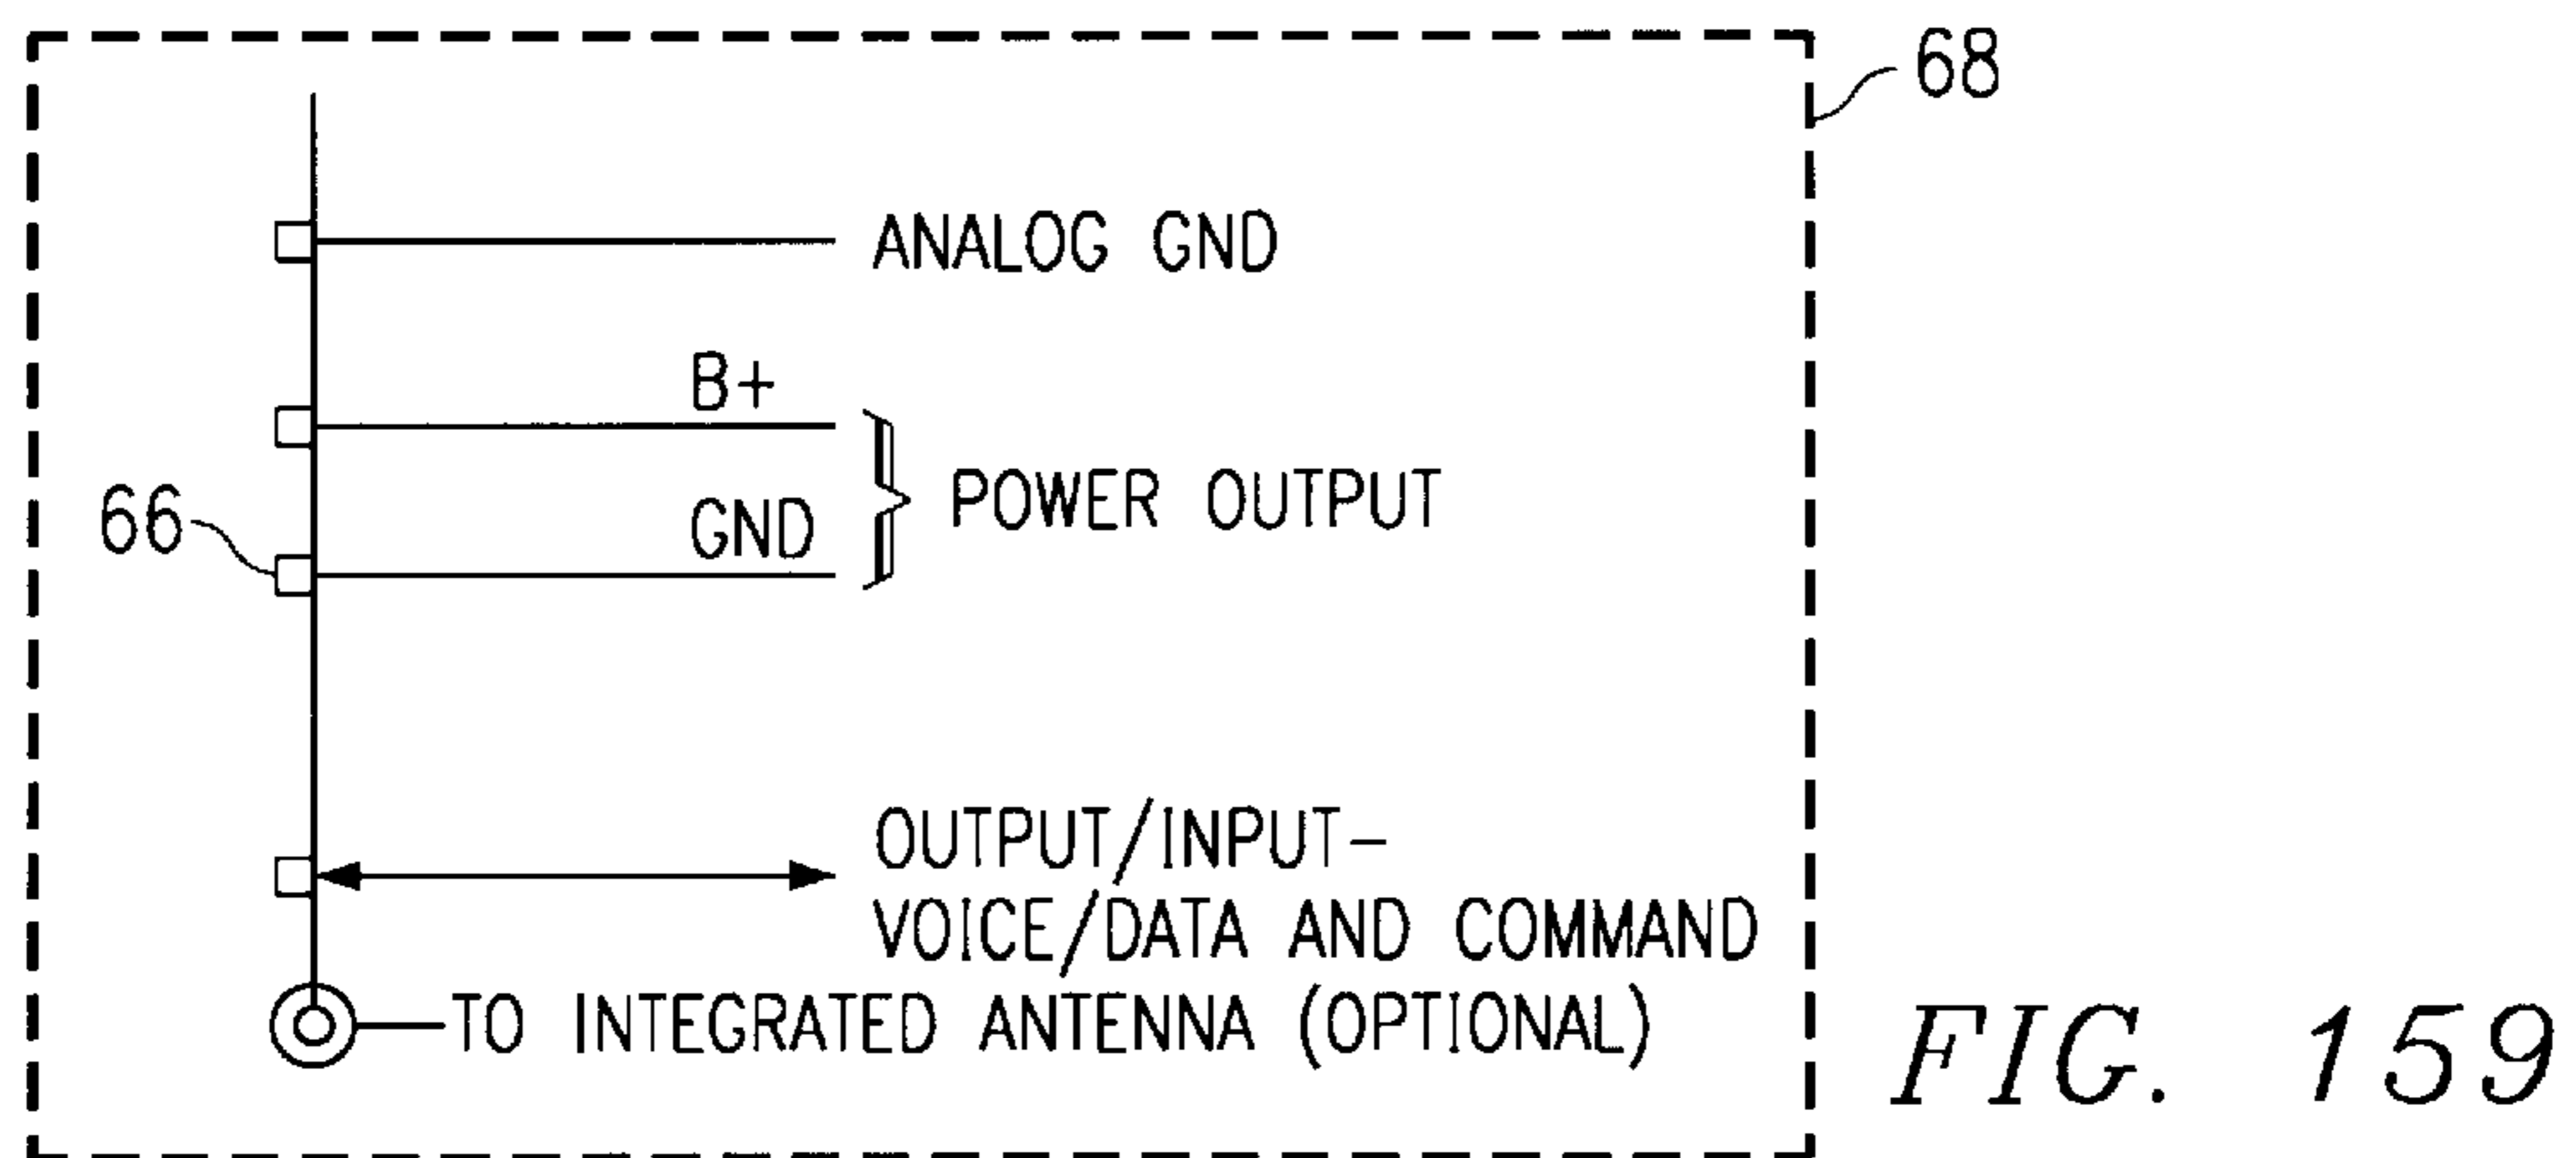 68
ANALOG GND
B+
66
GND
POWER OUTPUT
OUTPUT/INPUT-
VOICE/DATA AND COMMAND
TO INTEGRATED ANTENNA (OPTIONAL)
FIG. 159